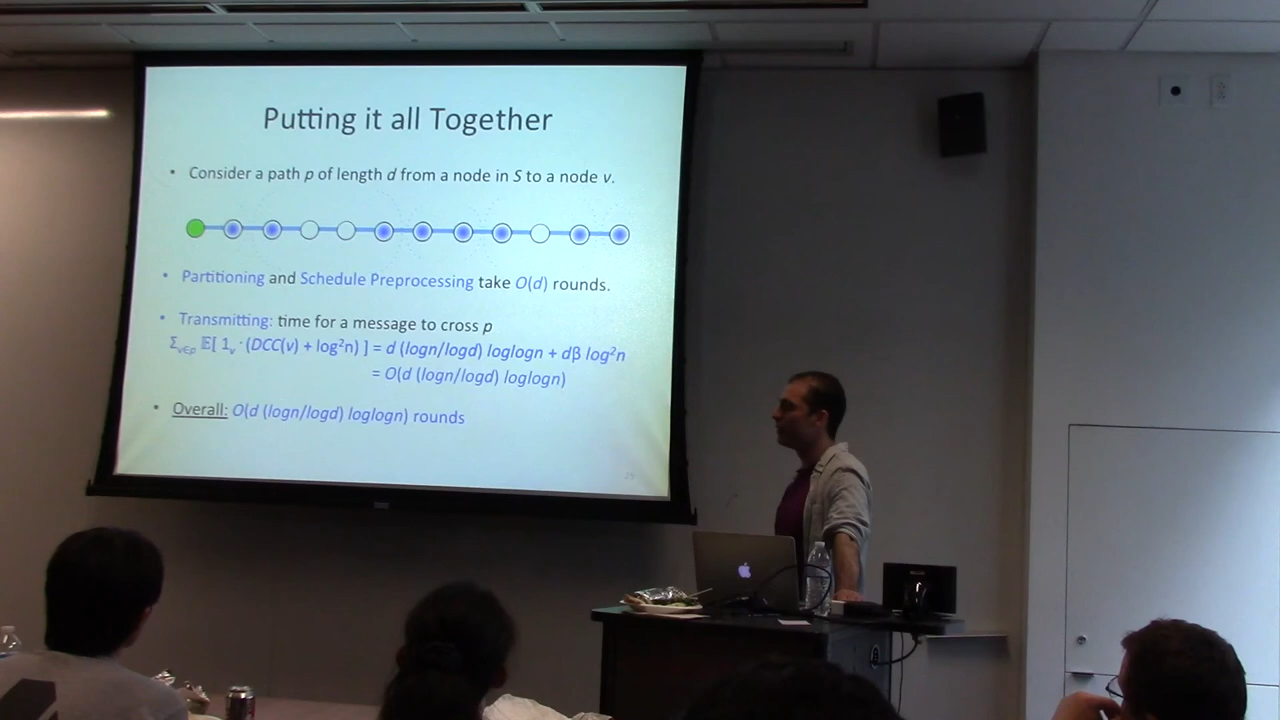 Putting it all Together
• Consider a path p of length d from a node in S to a node v.
• Partitioning and Schedule Preprocessing take O(d) rounds.
• Transmitting: time for a message to cross p
Σᵥ∈ₚ 𝔼[ 1ᵥ · (DCC(v) + log²n) ] = d (logn/logd) loglogn + dβ log²n
= O(d (logn/logd) loglogn)
• Overall: O(d (logn/logd) loglogn) rounds